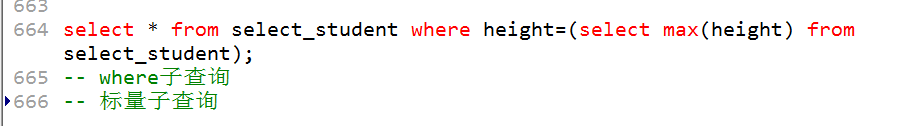 663
664 select * from select_student where height=(select max(height) from
select_student);
665 -- where子查询
666 -- 标量子查询